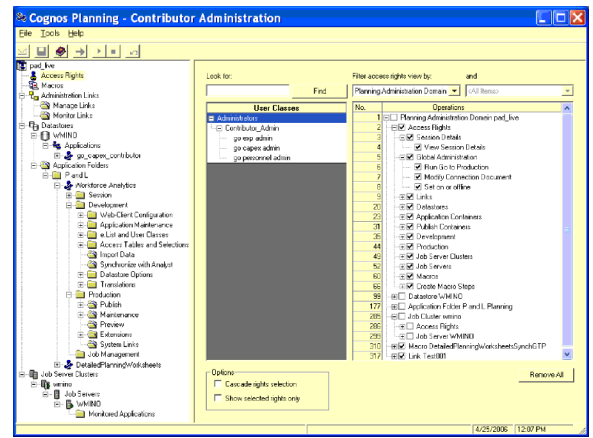 Cognos Planning - Contributor Administration
File Tools Help
pad_live
Access Rights
Macros
Administration Links
Manage Links
Monitor Links
Datastores
WMINO
Applications
go_capex_contributor
Application Folders
P and L
Workforce Analytics
Session
Development
Web-Client Configuration
Application Maintenance
e.List and User Classes
Access Tables and Selections
Import Data
Synchronize with Analyst
Datastore Options
Translations
Production
Publish
Maintenance
Preview
Extensions
System Links
Job Management
DetailedPlanningWorksheets
Job Server Clusters
wmino
Job Servers
WMINO
Monitored Applications
Look for:
Find
User Classes
Administrators
Contributor_Admin
go exp admin
go capex admin
go personnel admin
Options
Cascade rights selection
Show selected rights only
Filter access rights view by: and
Planning Administration Domain (All Items)
No. Operations
1 Planning Administration Domain pad_live
2 Access Rights
3 Session Details
4 View Session Details
5 Global Administration
6 Run Go to Production
7 Modify Connection Document
8 Set on or offline
9 Links
20 Datastores
23 Application Containers
31 Publish Containers
35 Development
44 Production
49 Job Server Clusters
52 Job Servers
60 Macros
66 Create Macro Steps
99 Datastore WMINO
177 Application Folder P and L Planning
285 Job Cluster wmino
286 Access Rights
299 Job Server WMINO
310 Macro DetailedPlanningWorksheetsSynchGTP
317 Link Test001
Remove All
4/25/2006 12:07 PM